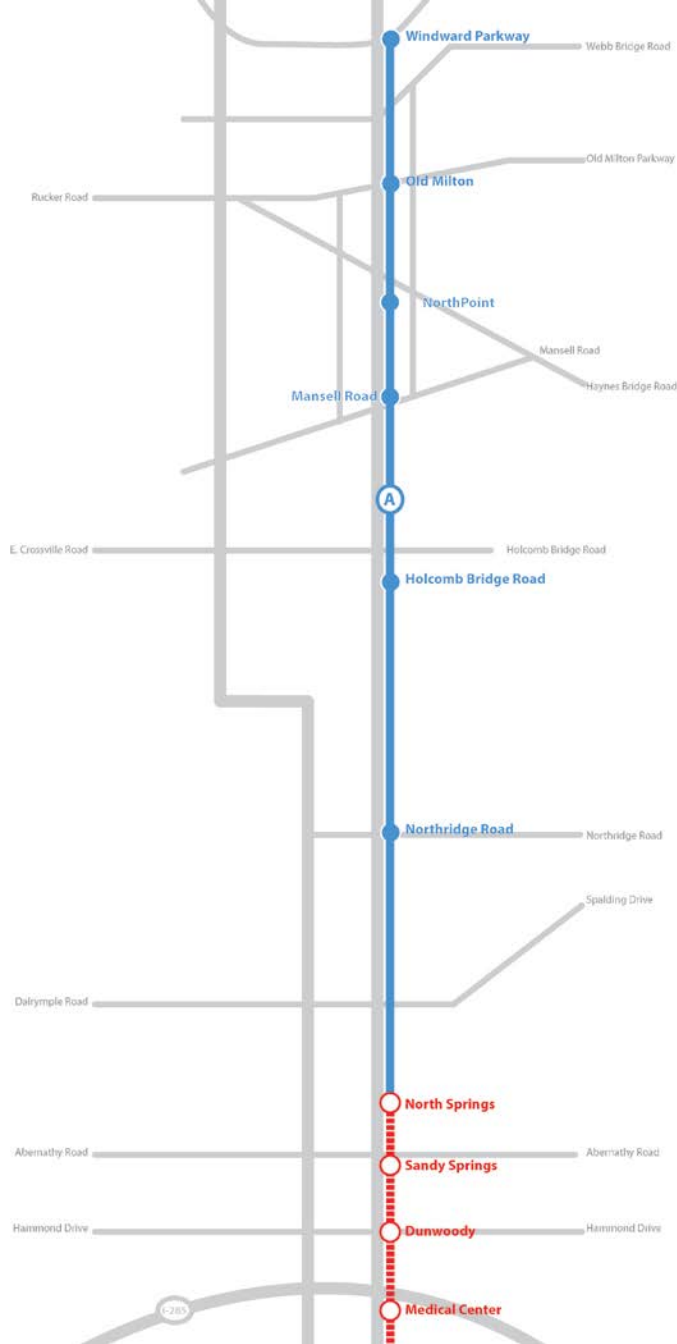 Windward Parkway
Webb Bridge Road
Old Milton Parkway
Old Milton
Rucker Road
NorthPoint
Mansell Road
Haynes Bridge Road
Mansell Road
A
E. Crossville Road
Holcomb Bridge Road
Holcomb Bridge Road
Northridge Road
Northridge Road
Spalding Drive
Dalrymple Road
North Springs
Abernathy Road
Abernathy Road
Sandy Springs
Hammond Drive
Dunwoody
Hammond Drive
I-285
Medical Center